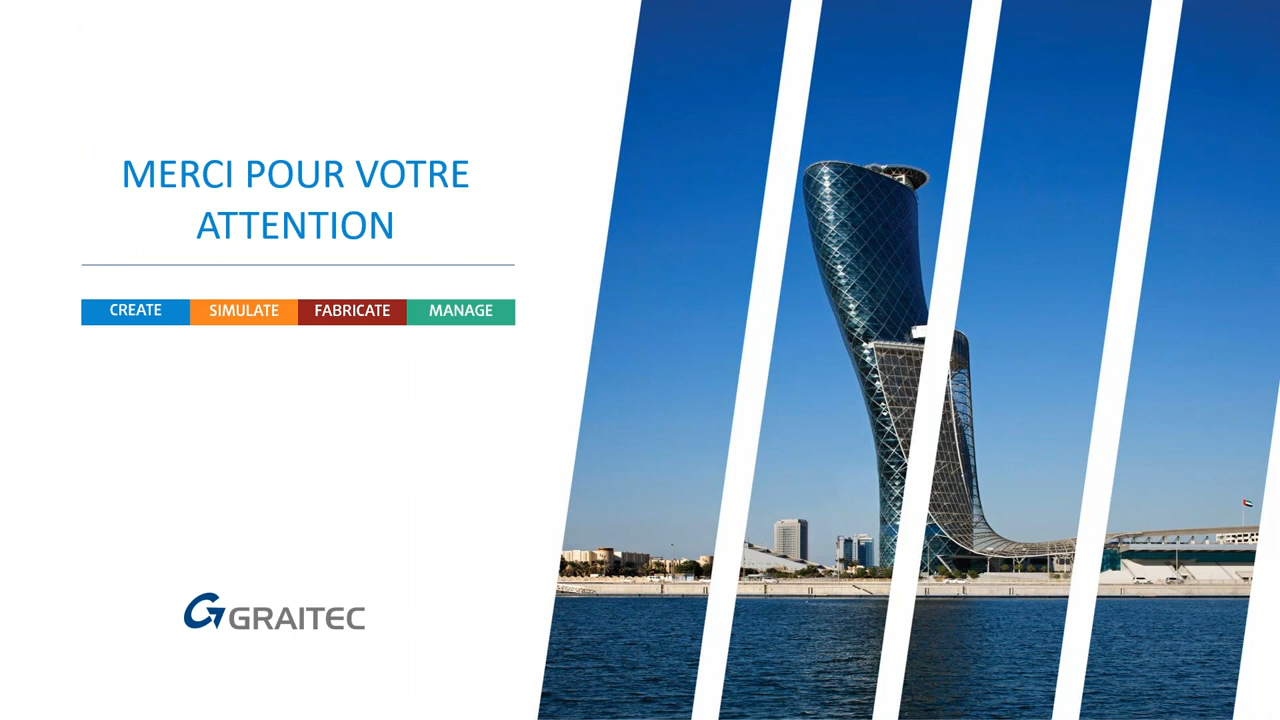 MERCI POUR VOTRE
ATTENTION
CREATE SIMULATE FABRICATE MANAGE
GRAITEC